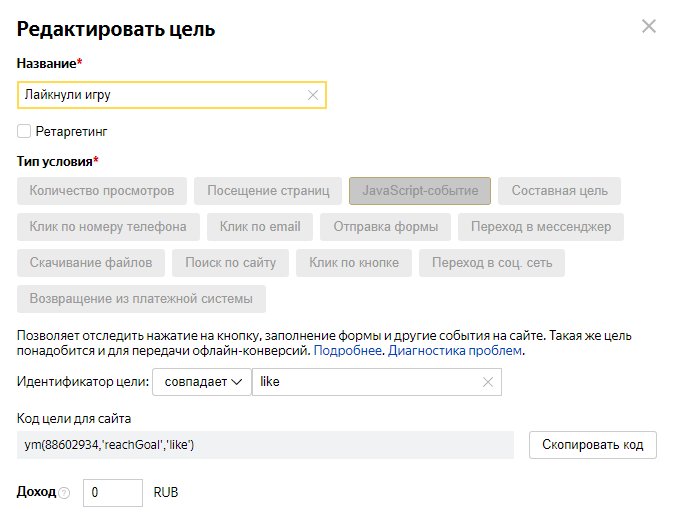 Редактировать цель
Название*
Лайкнули игру
Ретаргетинг
Тип условия*
Количество просмотров Посещение страниц JavaScript-событие Составная цель
Клик по номеру телефона Клик по email Отправка формы Переход в мессенджер
Скачивание файлов Поиск по сайту Клик по кнопке Переход в соц. сеть
Возвращение из платежной системы
Позволяет отследить нажатие на кнопку, заполнение формы и другие события на сайте. Такая же цель
понадобится и для передачи офлайн-конверсий. Подробнее. Диагностика проблем.
Идентификатор цели: совпадает like
Код цели для сайта
ym(88602934,'reachGoal','like') Скопировать код
Доход ? 0 RUB